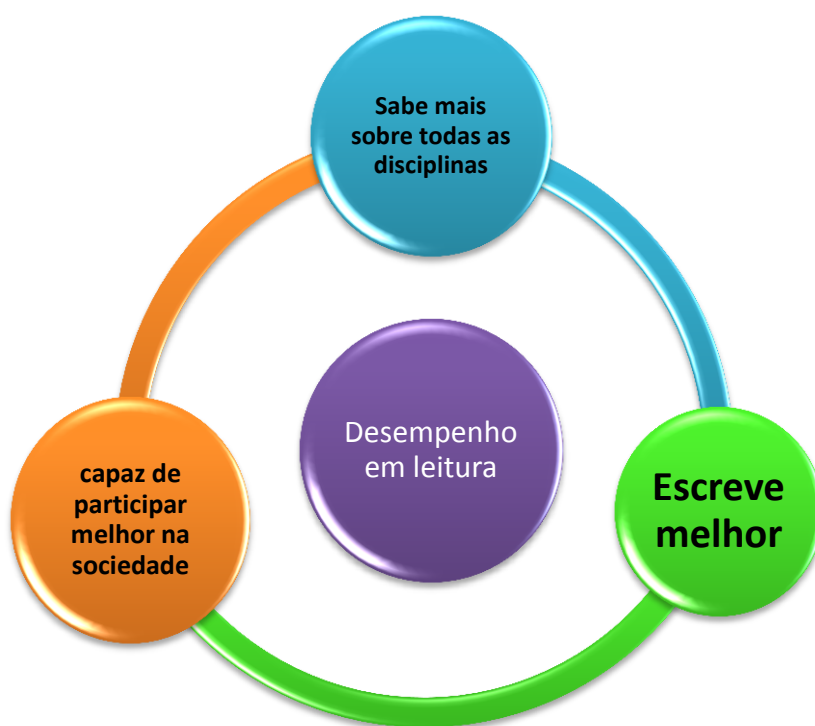 Sabe mais
sobre todas as
disciplinas
Desempenho
em leitura
capaz de
participar
melhor na
sociedade
Escreve
melhor